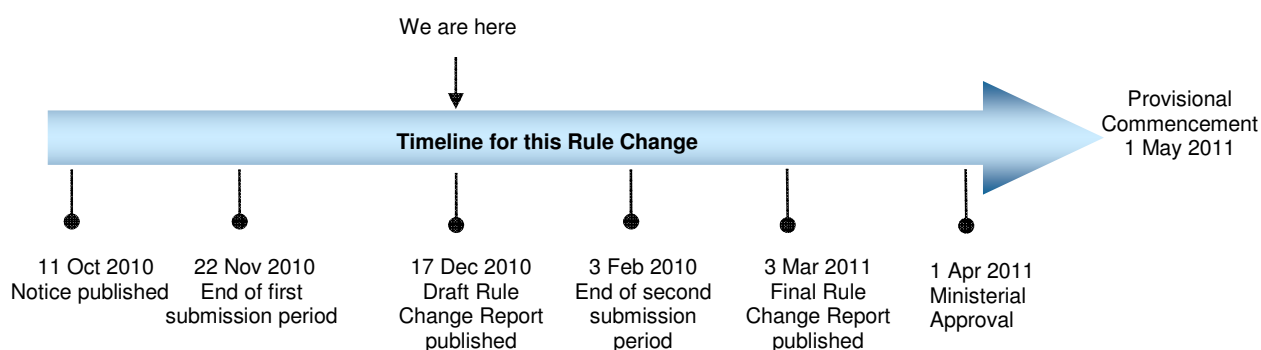 We are here
Timeline for this Rule Change
Provisional
Commencement
1 May 2011
11 Oct 2010
Notice published
22 Nov 2010
End of first
submission period
17 Dec 2010
Draft Rule
Change Report
published
3 Feb 2010
End of second
submission
period
3 Mar 2011
Final Rule
Change Report
published
1 Apr 2011
Ministerial
Approval